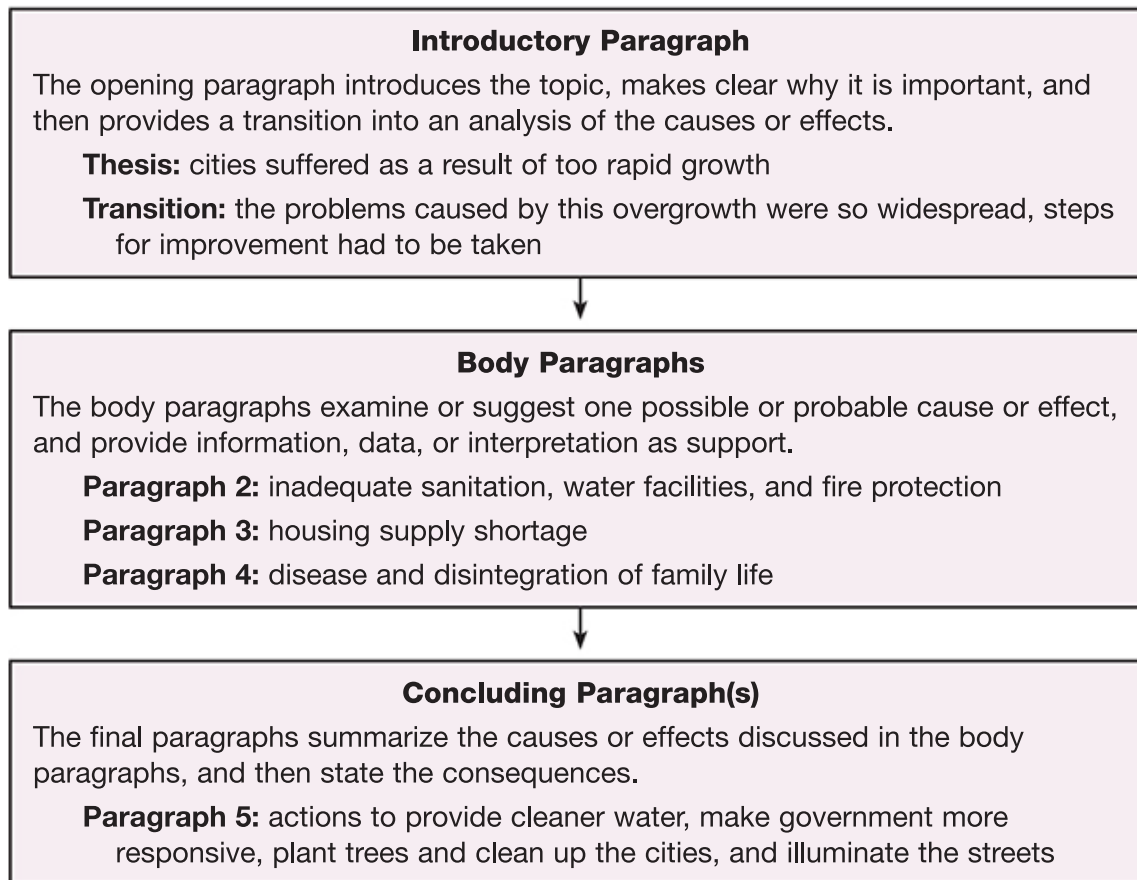 Introductory Paragraph
The opening paragraph introduces the topic, makes clear why it is important, and
then provides a transition into an analysis of the causes or effects.
Thesis: cities suffered as a result of too rapid growth
Transition: the problems caused by this overgrowth were so widespread, steps
for improvement had to be taken
Body Paragraphs
The body paragraphs examine or suggest one possible or probable cause or effect,
and provide information, data, or interpretation as support.
Paragraph 2: inadequate sanitation, water facilities, and fire protection
Paragraph 3: housing supply shortage
Paragraph 4: disease and disintegration of family life
Concluding Paragraph(s)
The final paragraphs summarize the causes or effects discussed in the body
paragraphs, and then state the consequences.
Paragraph 5: actions to provide cleaner water, make government more
responsive, plant trees and clean up the cities, and illuminate the streets